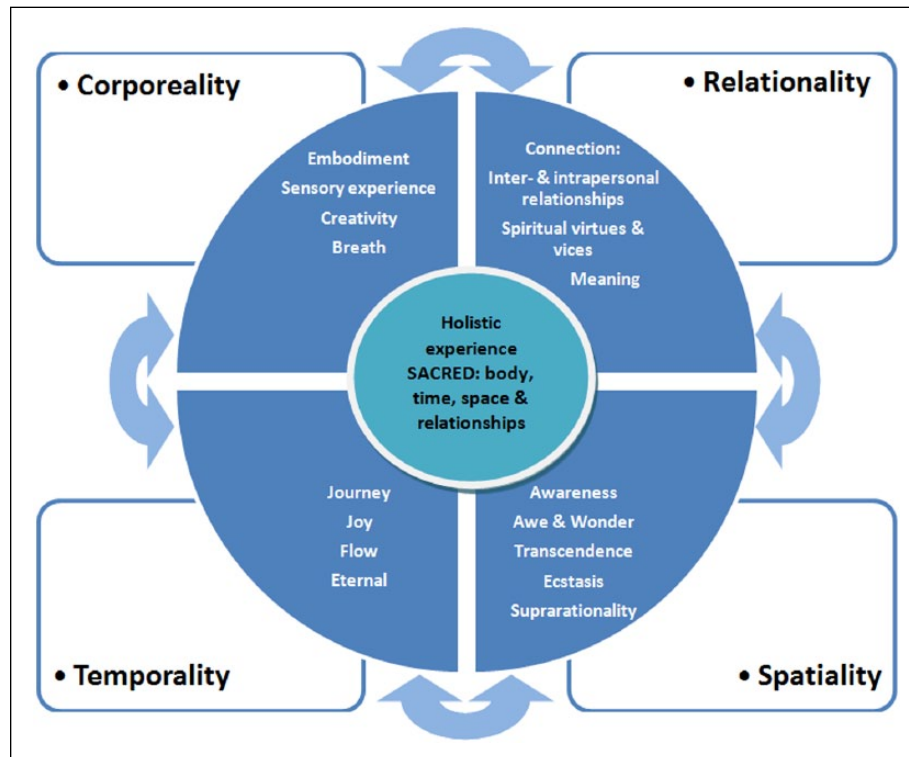 • Corporeality
Embodiment
Sensory experience
Creativity
Breath
• Relationality
Connection:
Inter- & intrapersonal
relationships
Spiritual virtues &
vices
Meaning
Holistic
experience
SACRED: body,
time, space &
relationships
Journey
Joy
Flow
Eternal
• Temporality
Awareness
Awe & Wonder
Transcendence
Ecstasis
Suprarationality
• Spatiality